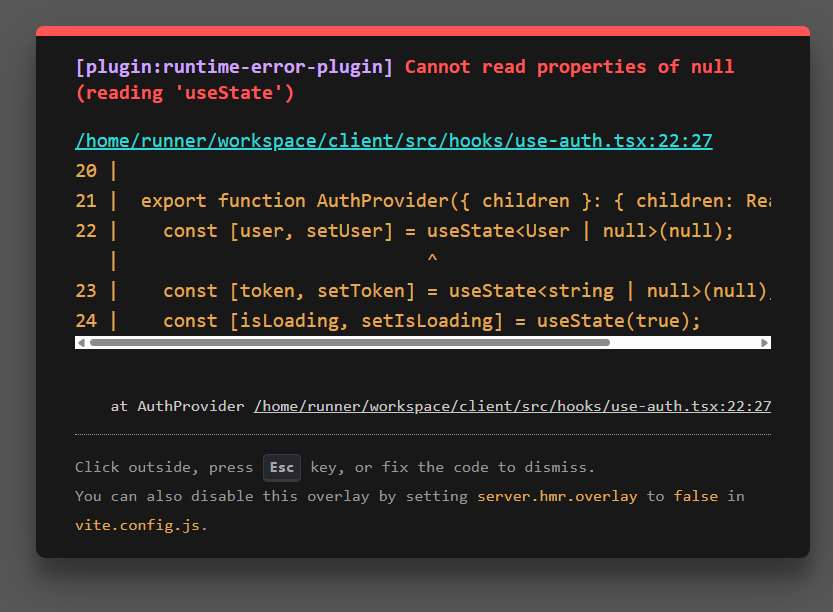 [plugin:runtime-error-plugin] Cannot read properties of null
(reading 'useState')
/home/runner/workspace/client/src/hooks/use-auth.tsx:22:27
20 |
21 |  export function AuthProvider({ children }: { children: Rea
22 |    const [user, setUser] = useState<User | null>(null);
   |                            ^
23 |    const [token, setToken] = useState<string | null>(null)
24 |    const [isLoading, setIsLoading] = useState(true);
at AuthProvider /home/runner/workspace/client/src/hooks/use-auth.tsx:22:27
Click outside, press Esc key, or fix the code to dismiss.
You can also disable this overlay by setting server.hmr.overlay to false in
vite.config.js.